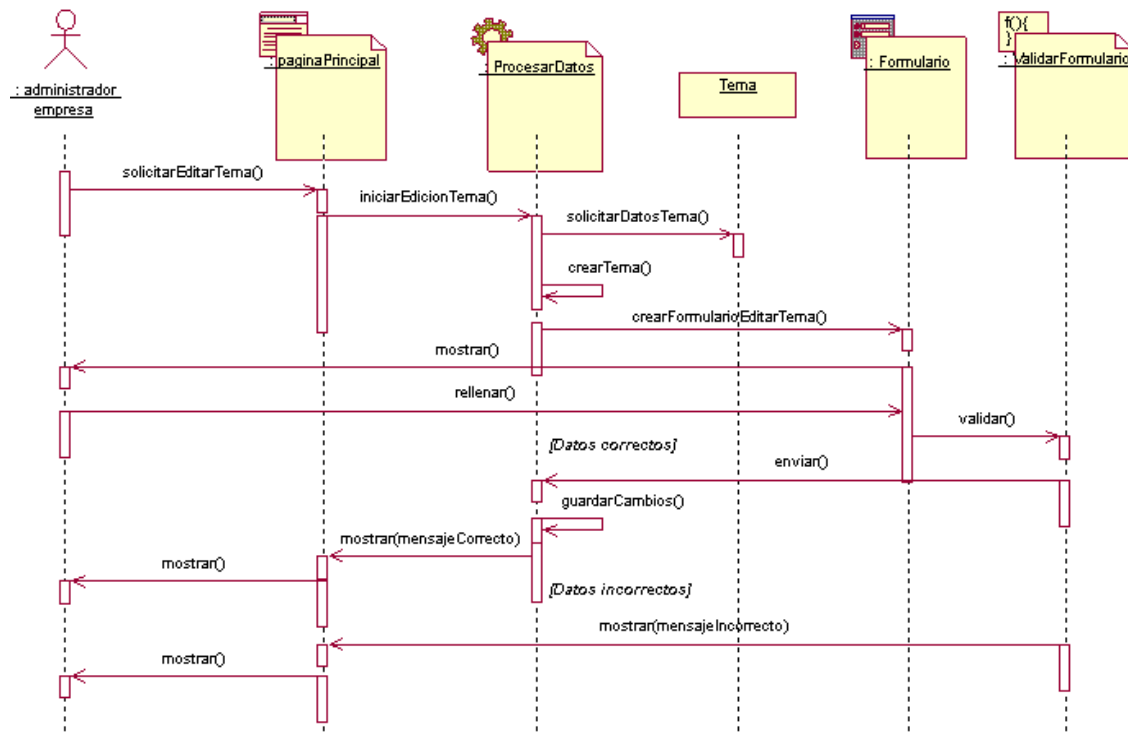 f(){
}
: administrador
empresa
: paginaPrincipal
: ProcesarDatos
Tema
: Formulario
: ValidarFormulario
solicitarEditarTema()
iniciarEdicionTema()
solicitarDatosTema()
crearTema()
crearFormularioEditarTema()
mostrar()
rellenar()
validar()
[Datos correctos]
enviar()
guardarCambios()
mostrar(mensajeCorrecto)
mostrar()
[Datos incorrectos]
mostrar(mensajeIncorrecto)
mostrar()